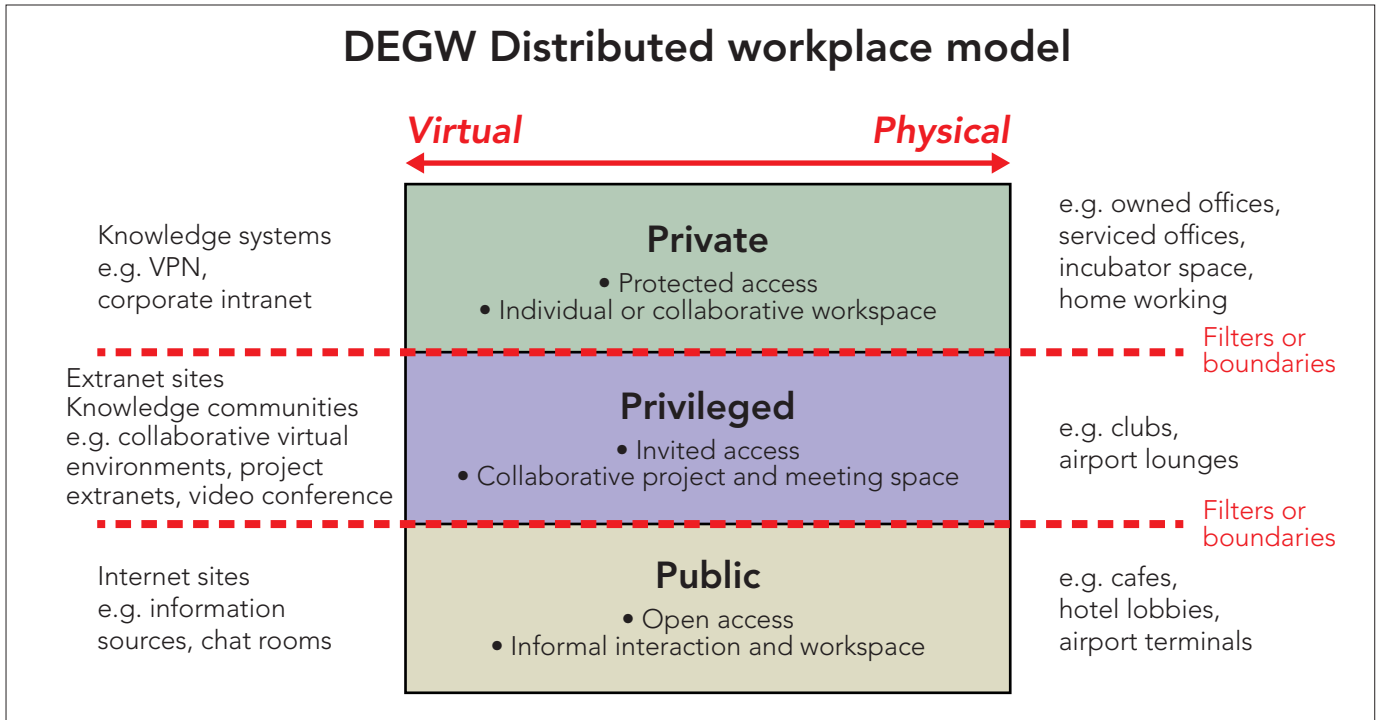 DEGW Distributed workplace model
Virtual
Physical
Knowledge systems
e.g. VPN,
corporate intranet
Private
• Protected access
• Individual or collaborative workspace
e.g. owned offices,
serviced offices,
incubator space,
home working
Filters or
boundaries
Extranet sites
Knowledge communities
e.g. collaborative virtual
environments, project
extranets, video conference
Privileged
• Invited access
• Collaborative project and meeting space
e.g. clubs,
airport lounges
Filters or
boundaries
Internet sites
e.g. information
sources, chat rooms
Public
• Open access
• Informal interaction and workspace
e.g. cafes,
hotel lobbies,
airport terminals